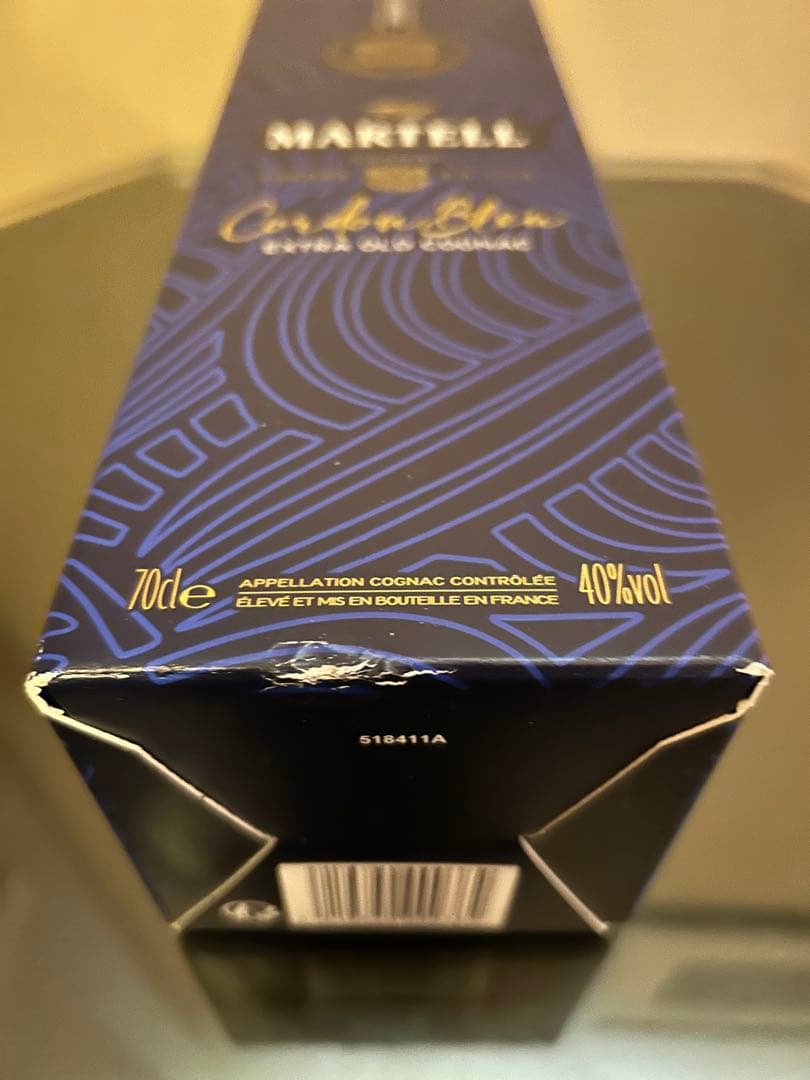 MARTELL
Cordon Bleu
EXTRA OLD COGNAC
70cl e
APPELLATION COGNAC CONTRÔLÉE
40%vol
ÉLEVÉ ET MIS EN BOUTEILLE EN FRANCE
518411A